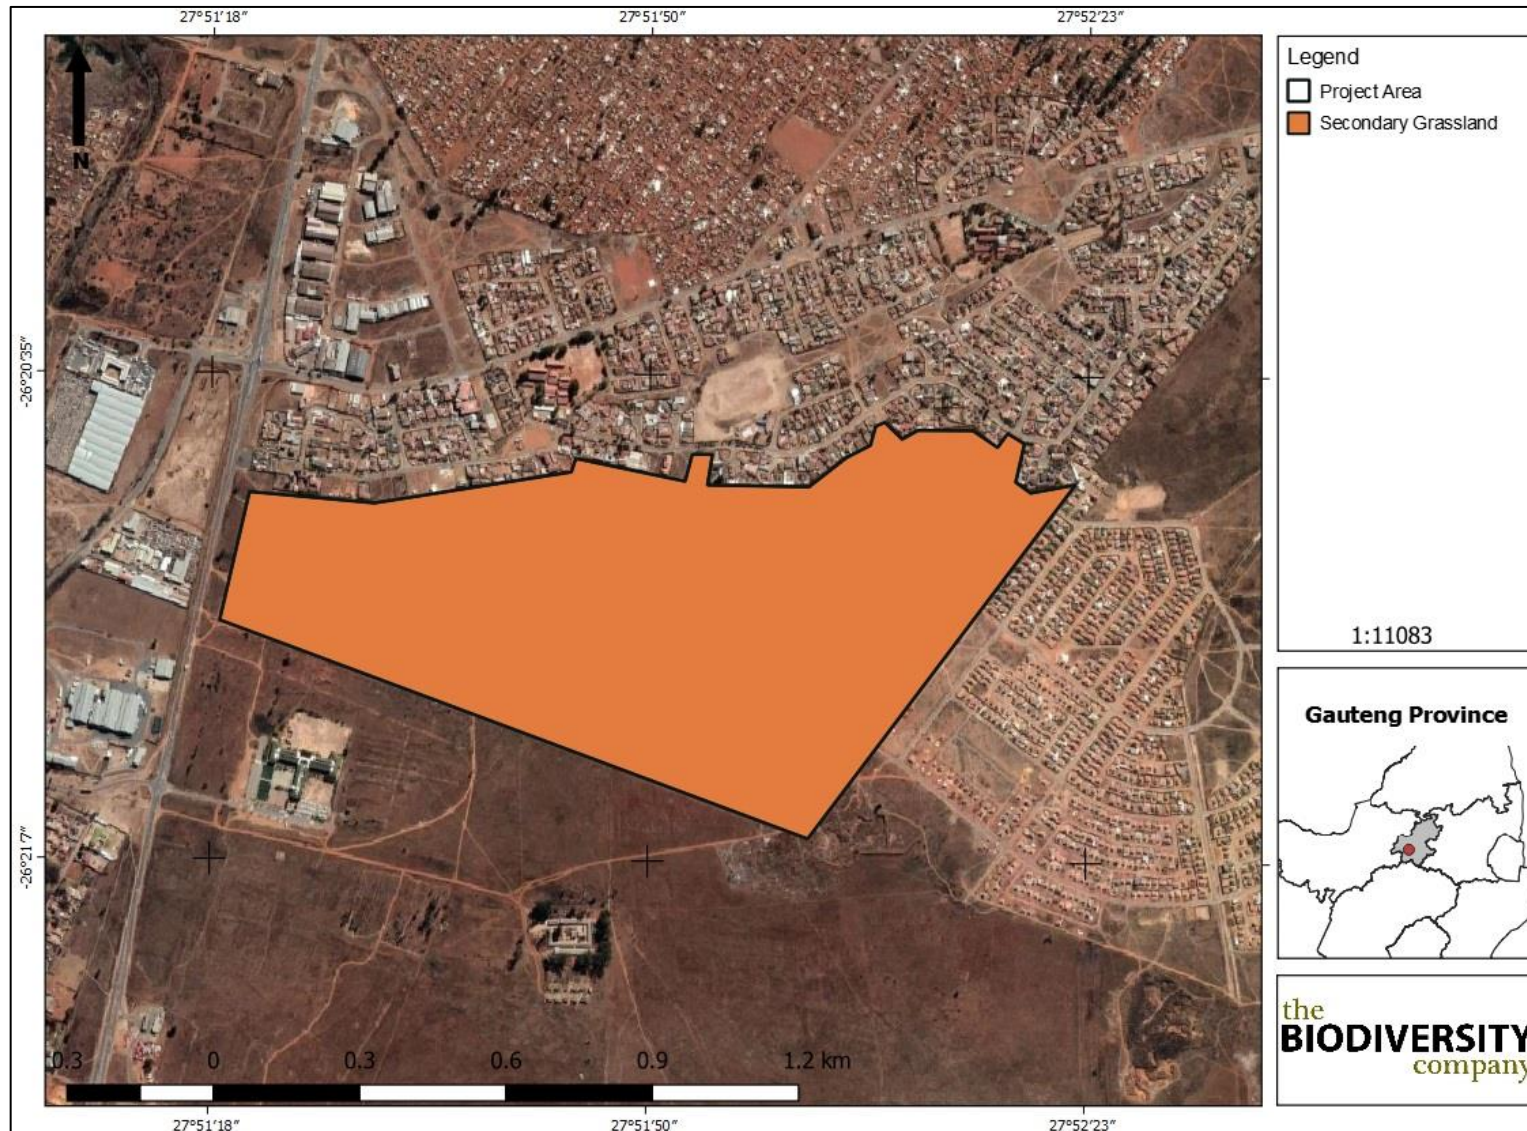 27°51′18″
27°51′50″
27°52′23″
N
-26°20′35″
-26°21′7″
0.3
0
0.3
0.6
0.9
1.2 km
27°51′18″
27°51′50″
27°52′23″
Legend
Project Area
Secondary Grassland
1:11083
Gauteng Province
the
BIODIVERSITY
company